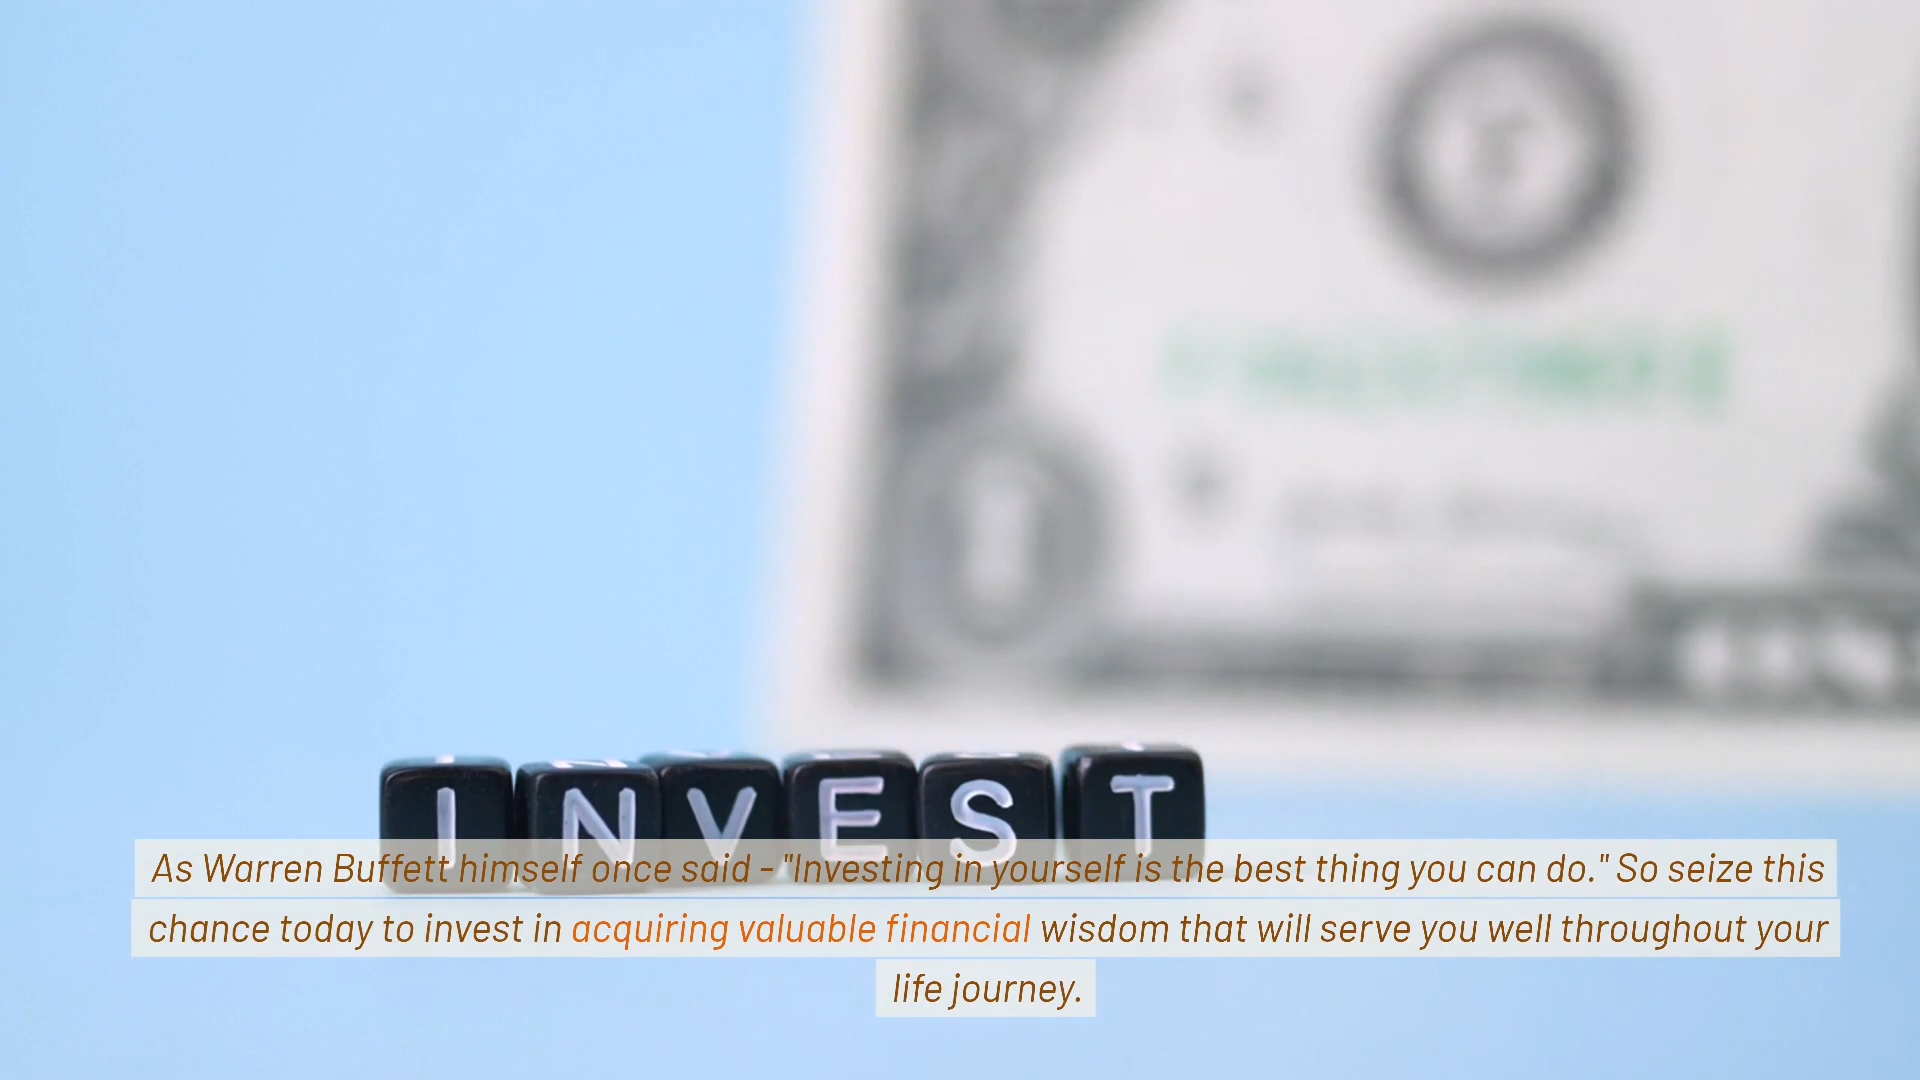 INVEST
As Warren Buffett himself once said - "Investing in yourself is the best thing you can do." So seize this
chance today to invest in acquiring valuable financial wisdom that will serve you well throughout your
life journey.